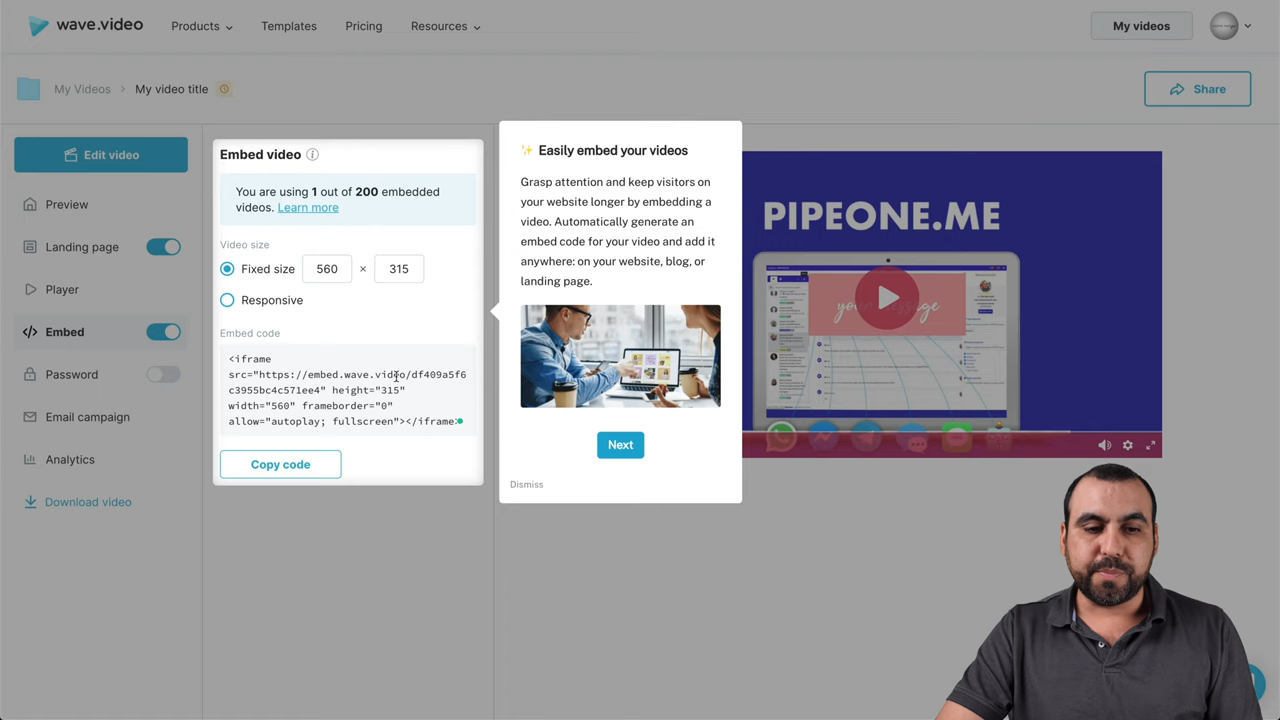 wave.video
Products
Templates
Pricing
Resources
My videos
My Videos > My video title
Share
Edit video
Preview
Landing page
Player
Embed
Password
Email campaign
Analytics
Download video
Embed video
You are using 1 out of 200 embedded
videos. Learn more
Video size
Fixed size 560 × 315
Responsive
Embed code
<iframe
src="https://embed.wave.video/df409a5f6
c3955bc4c571ee4" height="315"
width="560" frameborder="0"
allow="autoplay; fullscreen"></iframe>
Copy code
✨ Easily embed your videos
Grasp attention and keep visitors on
your website longer by embedding a
video. Automatically generate an
embed code for your video and add it
anywhere: on your website, blog, or
landing page.
Next
Dismiss
PIPEONE.ME
your message